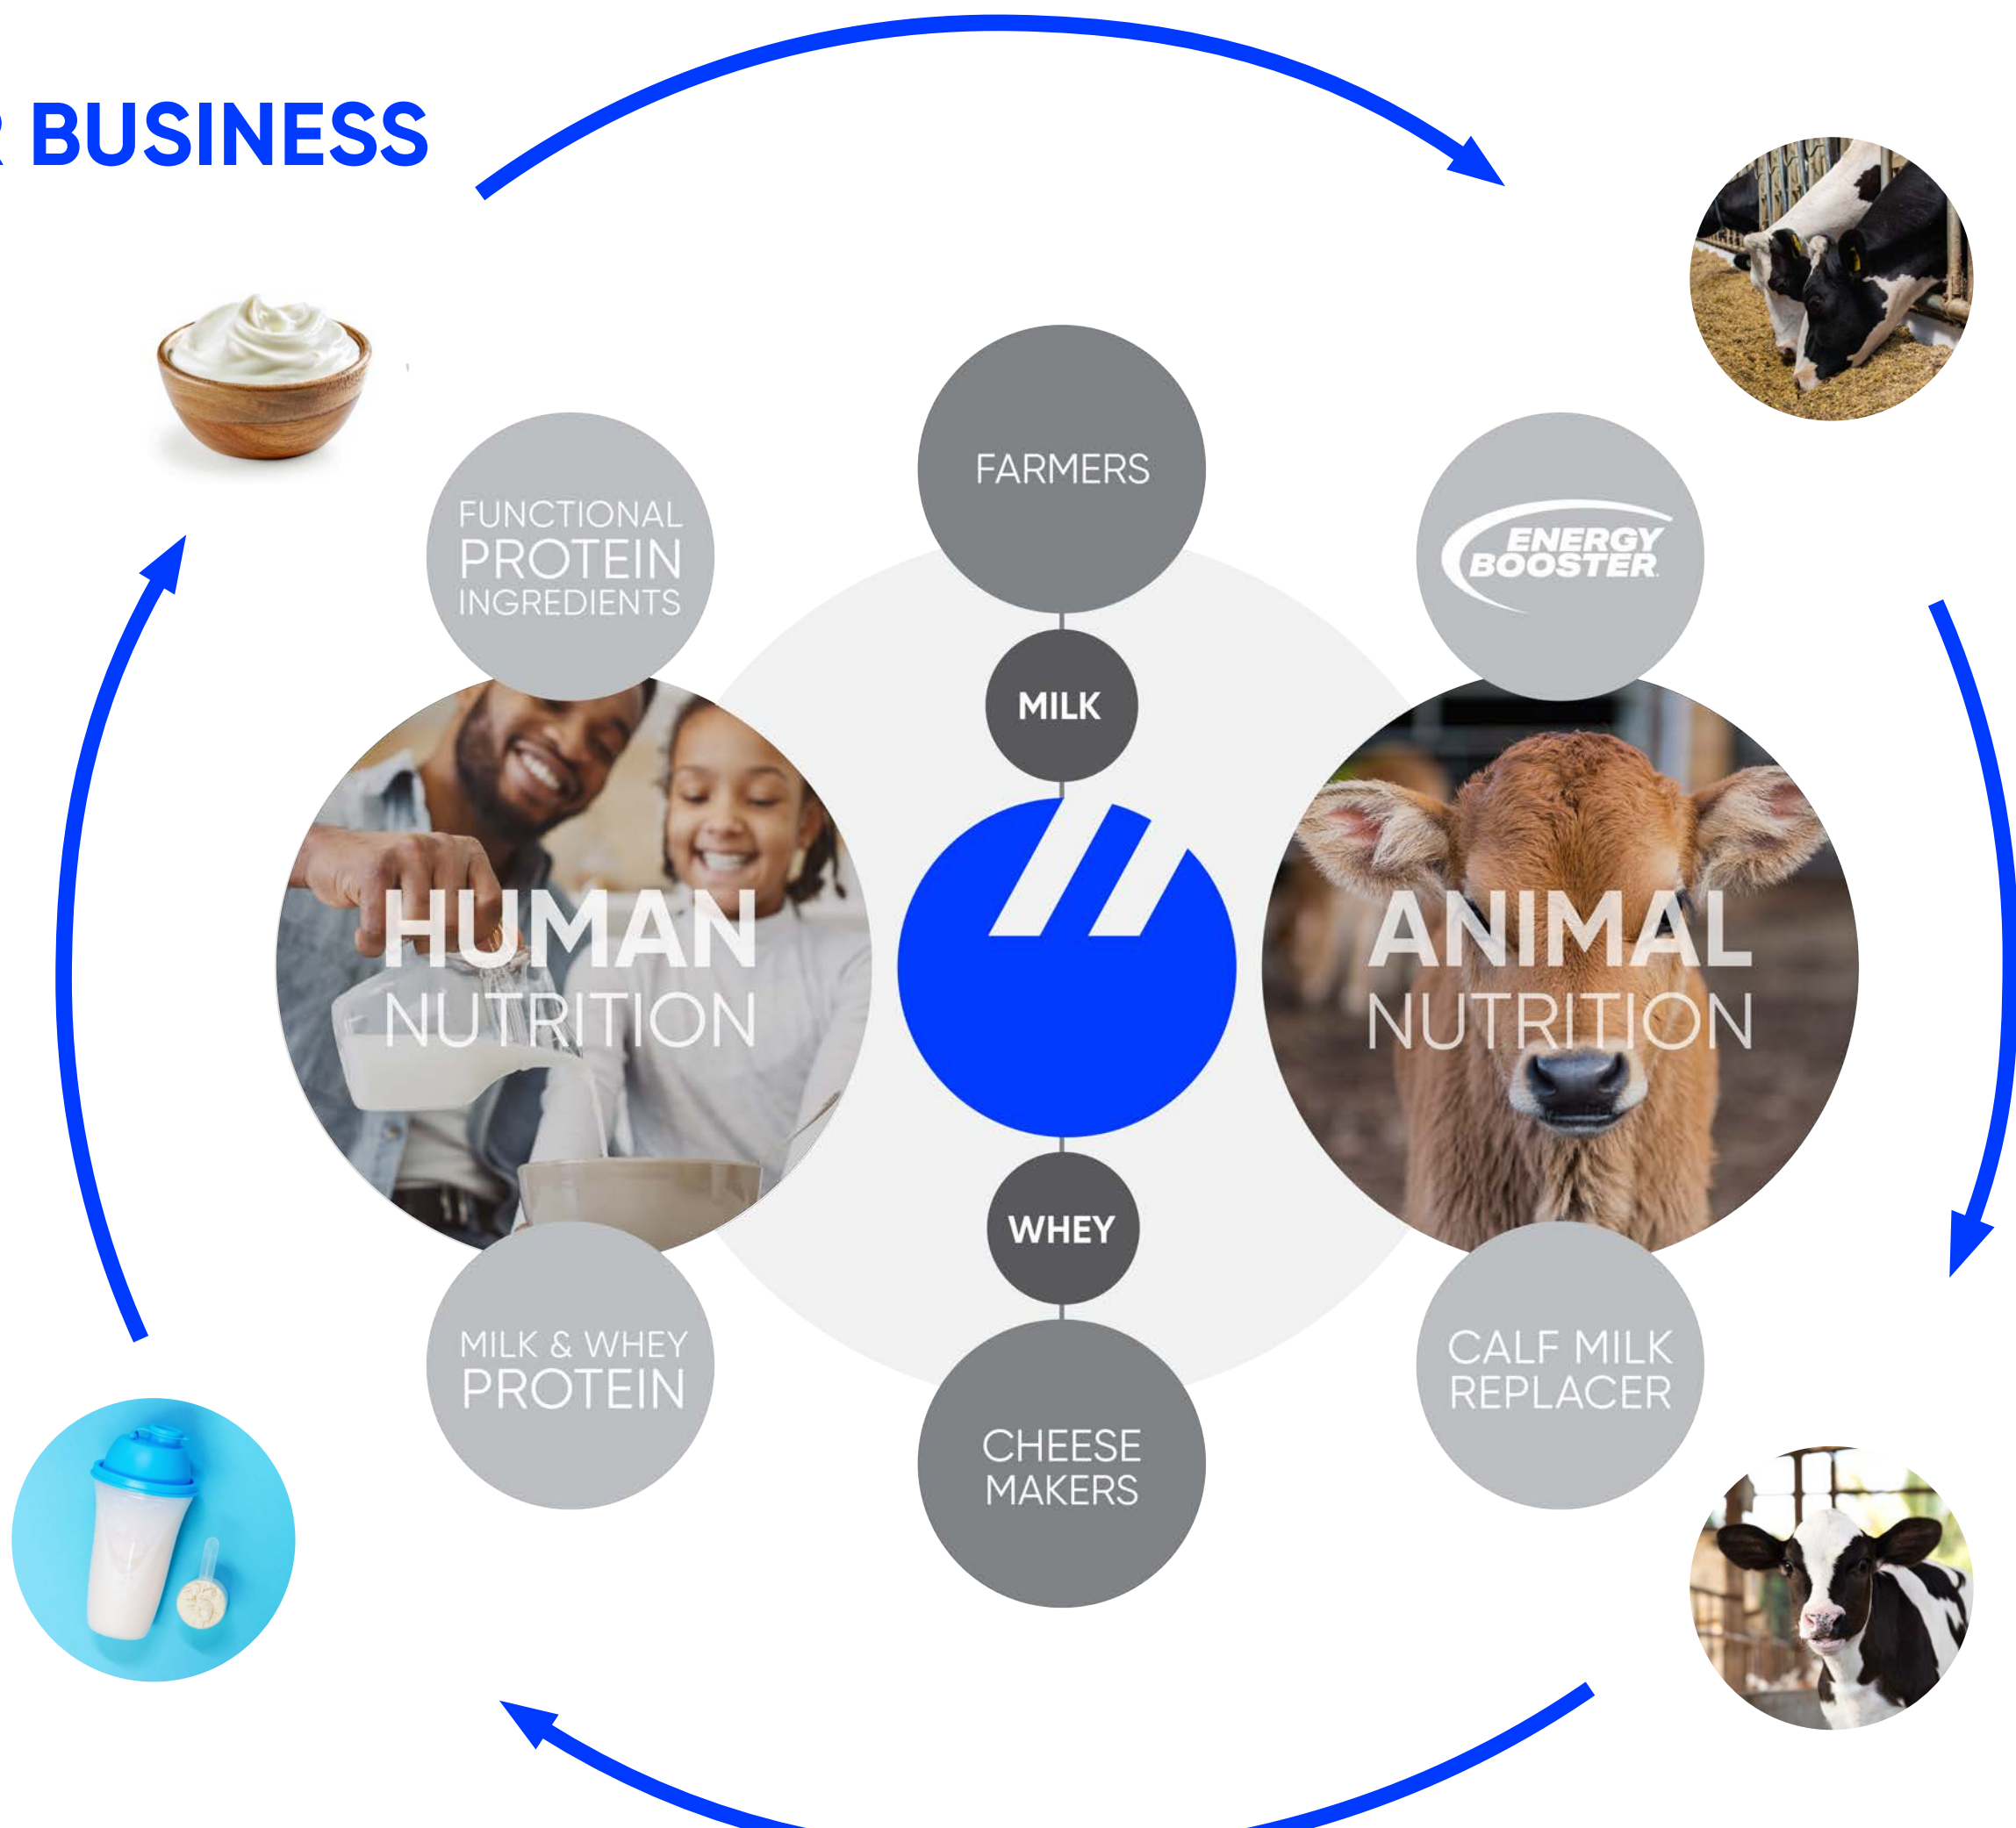 R BUSINESS
FARMERS
FUNCTIONAL
PROTEIN
INGREDIENTS
ENERGY
BOOSTER
MILK
HUMAN
NUTRITION
ANIMAL
NUTRITION
WHEY
MILK & WHEY
PROTEIN
CALF MILK
REPLACER
CHEESE
MAKERS